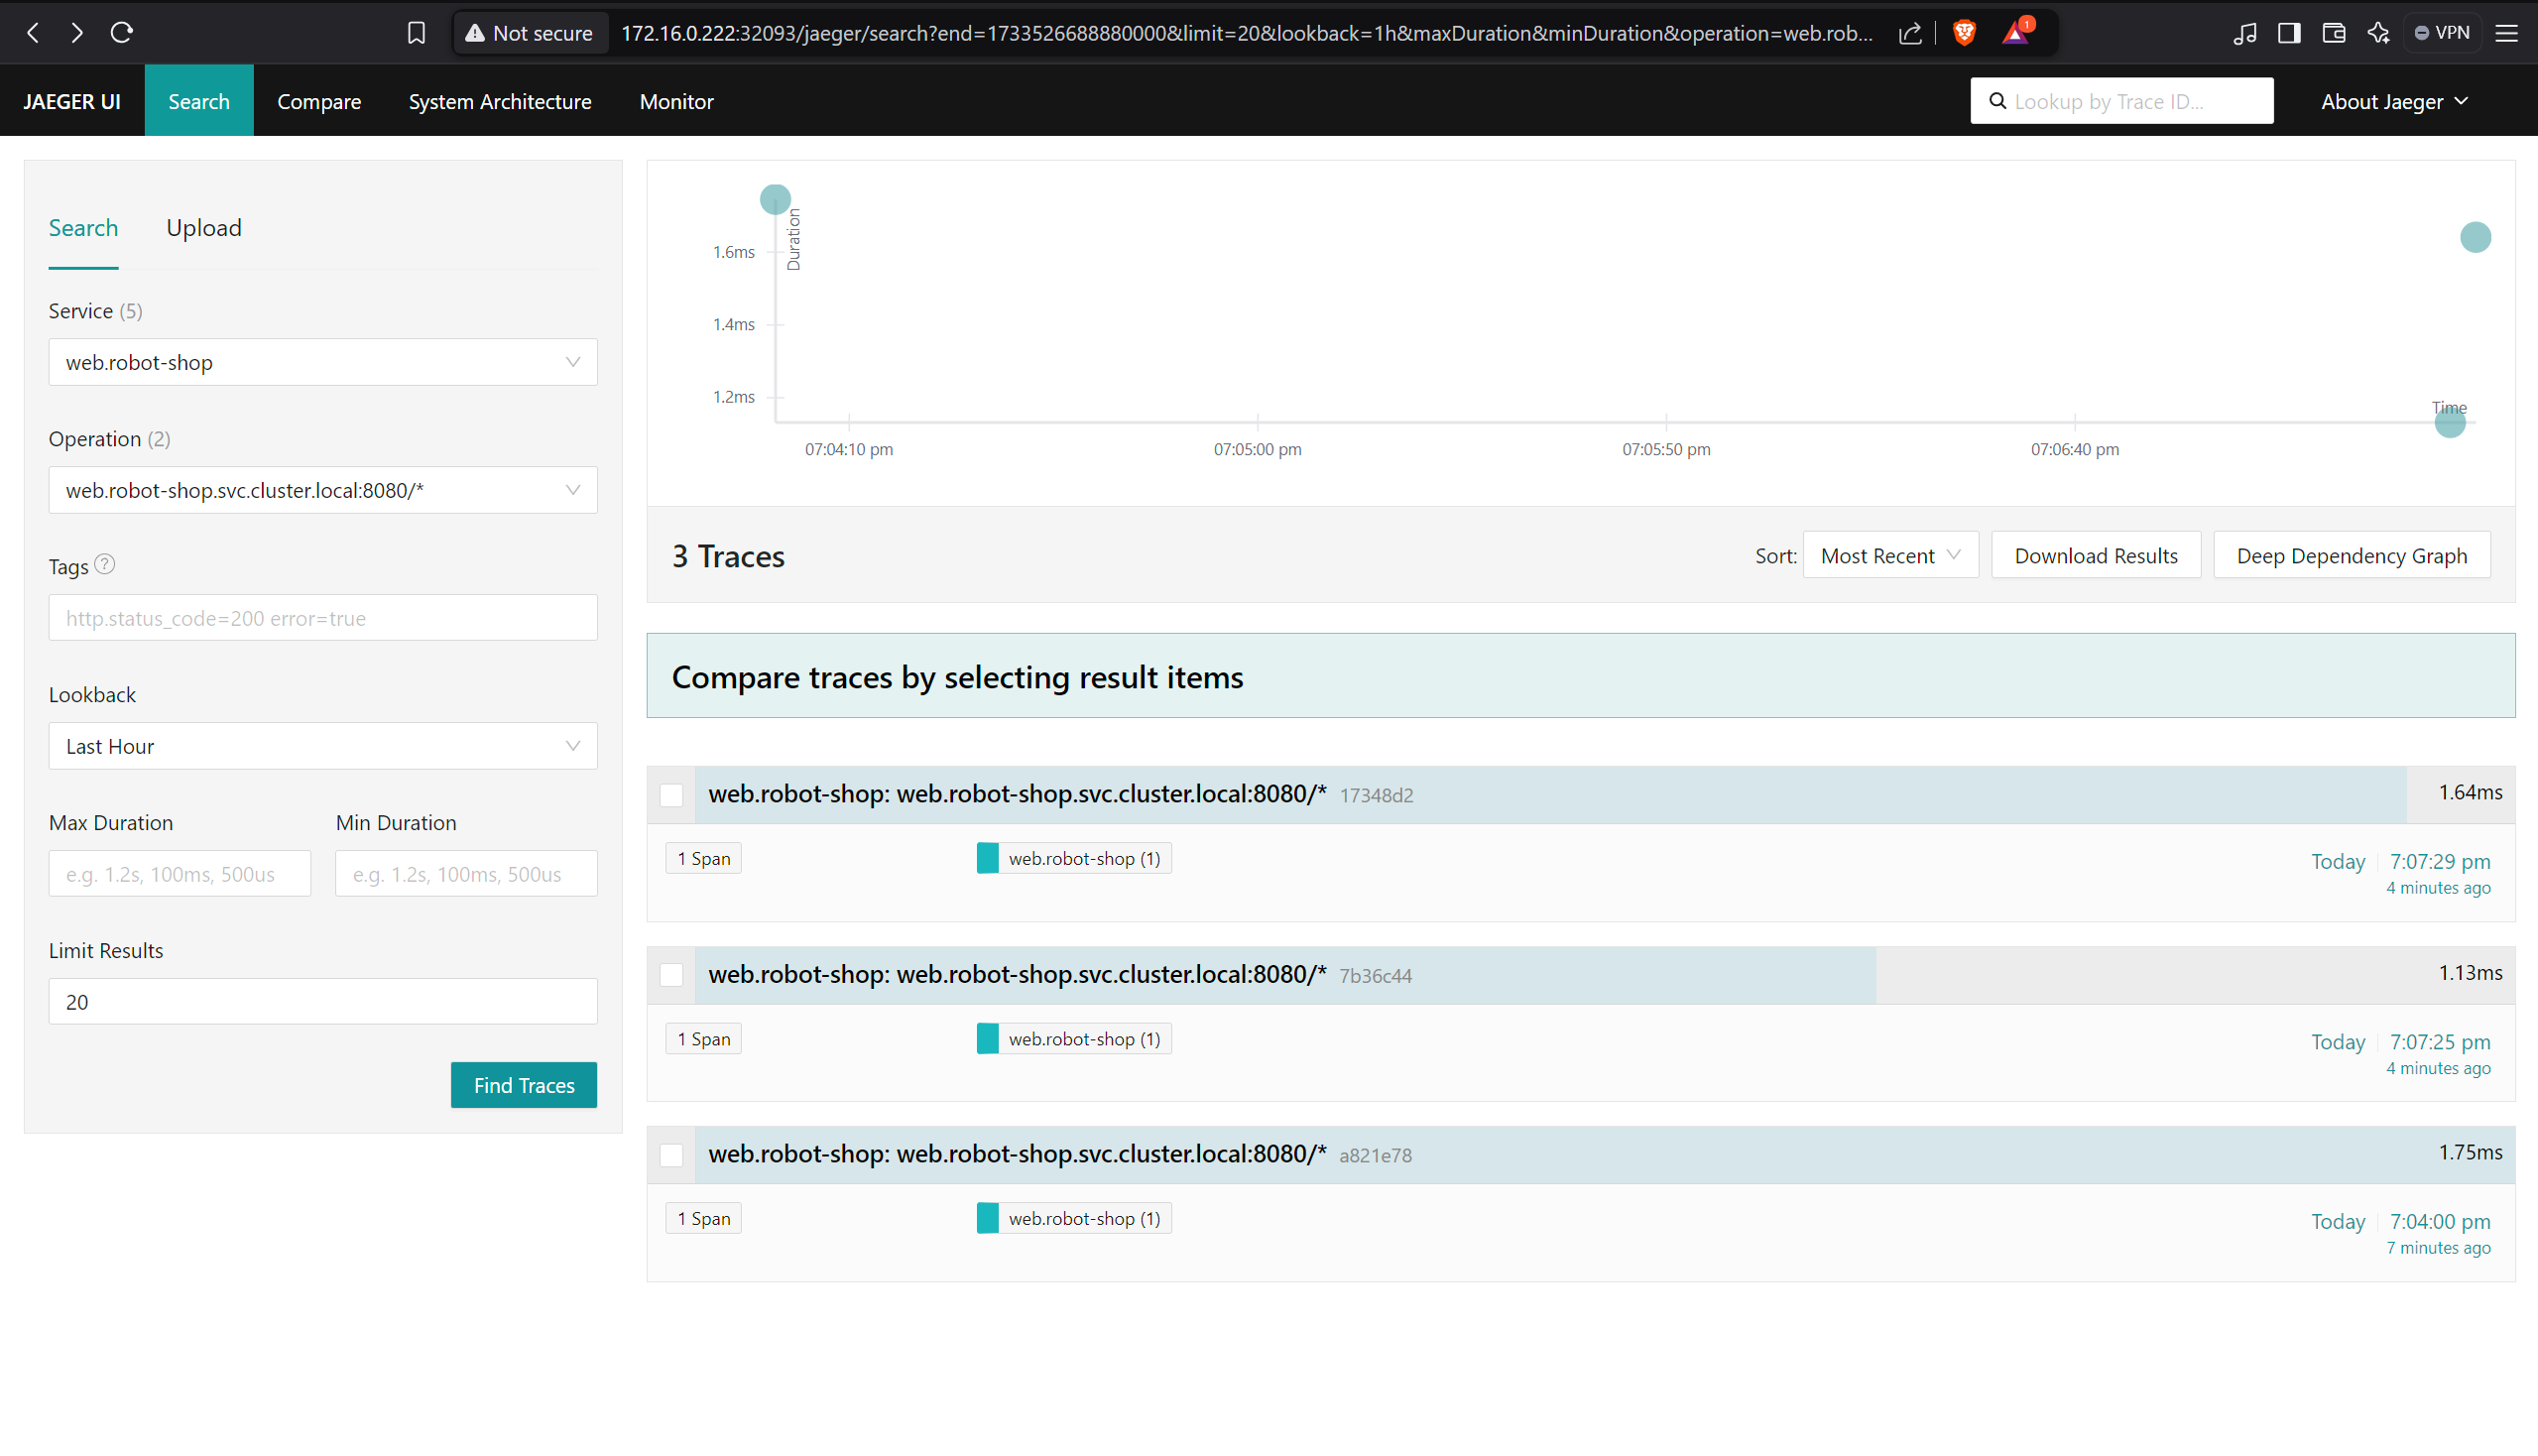 Not secure
172.16.0.222:32093/jaeger/search?end=1733526688880000&limit=20&lookback=1h&maxDuration&minDuration&operation=web.rob...
1
VPN
JAEGER UI
Search
Compare
System Architecture
Monitor
Lookup by Trace ID...
About Jaeger
Search
Upload
Service (5)
web.robot-shop
Operation (2)
web.robot-shop.svc.cluster.local:8080/*
Tags ?
http.status_code=200 error=true
Lookback
Last Hour
Max Duration
Min Duration
e.g. 1.2s, 100ms, 500us
e.g. 1.2s, 100ms, 500us
Limit Results
20
Find Traces
Duration
1.6ms
1.4ms
1.2ms
Time
07:04:10 pm
07:05:00 pm
07:05:50 pm
07:06:40 pm
3 Traces
Sort: Most Recent
Download Results
Deep Dependency Graph
Compare traces by selecting result items
web.robot-shop: web.robot-shop.svc.cluster.local:8080/* 17348d2
1.64ms
1 Span
web.robot-shop (1)
Today 7:07:29 pm
4 minutes ago
web.robot-shop: web.robot-shop.svc.cluster.local:8080/* 7b36c44
1.13ms
1 Span
web.robot-shop (1)
Today 7:07:25 pm
4 minutes ago
web.robot-shop: web.robot-shop.svc.cluster.local:8080/* a821e78
1.75ms
1 Span
web.robot-shop (1)
Today 7:04:00 pm
7 minutes ago